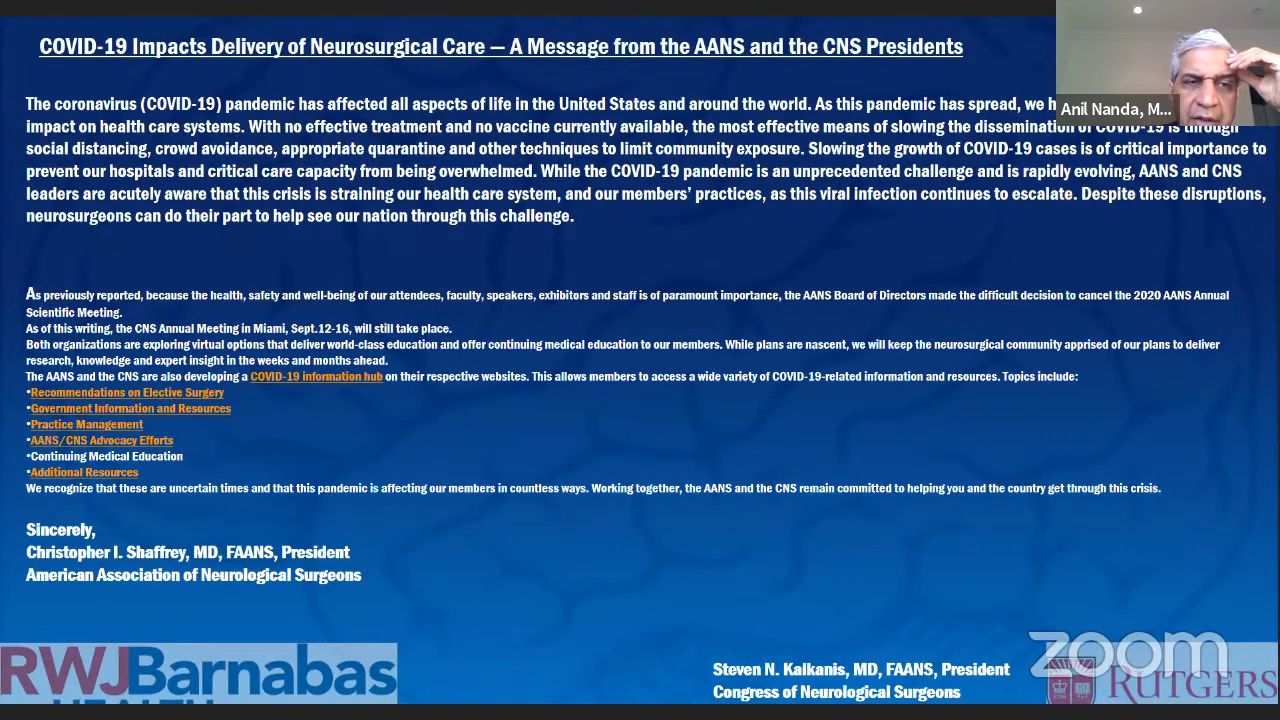 COVID-19 Impacts Delivery of Neurosurgical Care — A Message from the AANS and the CNS Presidents
Anil Nanda, M...
The coronavirus (COVID-19) pandemic has affected all aspects of life in the United States and around the world. As this pandemic has spread, we
impact on health care systems. With no effective treatment and no vaccine currently available, the most effective means of slowing the dissemination of COVID-19 is through
social distancing, crowd avoidance, appropriate quarantine and other techniques to limit community exposure. Slowing the growth of COVID-19 cases is of critical importance to
prevent our hospitals and critical care capacity from being overwhelmed. While the COVID-19 pandemic is an unprecedented challenge and is rapidly evolving, AANS and CNS
leaders are acutely aware that this crisis is straining our health care system, and our members’ practices, as this viral infection continues to escalate. Despite these disruptions,
neurosurgeons can do their part to help see our nation through this challenge.
As previously reported, because the health, safety and well-being of our attendees, faculty, speakers, exhibitors and staff is of paramount importance, the AANS Board of Directors made the difficult decision to cancel the 2020 AANS Annual
Scientific Meeting.
As of this writing, the CNS Annual Meeting in Miami, Sept.12-16, will still take place.
Both organizations are exploring virtual options that deliver world-class education and offer continuing medical education to our members. While plans are nascent, we will keep the neurosurgical community apprised of our plans to deliver
research, knowledge and expert insight in the weeks and months ahead.
The AANS and the CNS are also developing a COVID-19 information hub on their respective websites. This allows members to access a wide variety of COVID-19-related information and resources. Topics include:
•Recommendations on Elective Surgery
•Government Information and Resources
•Practice Management
•AANS/CNS Advocacy Efforts
•Continuing Medical Education
•Additional Resources
We recognize that these are uncertain times and that this pandemic is affecting our members in countless ways. Working together, the AANS and the CNS remain committed to helping you and the country get through this crisis.
Sincerely,
Christopher I. Shaffrey, MD, FAANS, President
American Association of Neurological Surgeons
Steven N. Kalkanis, MD, FAANS, President
Congress of Neurological Surgeons
RWJBarnabas
HEALTH
zoom
RUTGERS